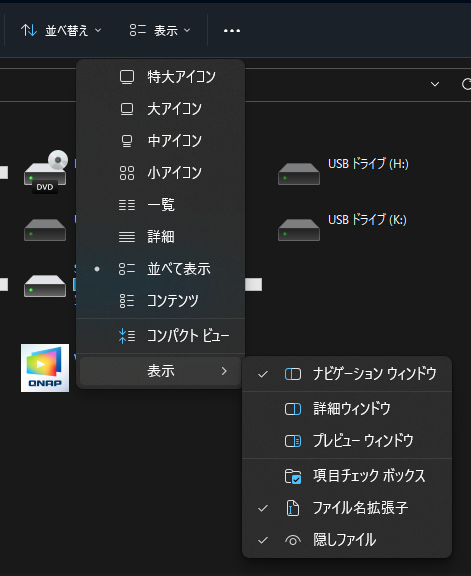 並べ替え
表示
特大アイコン
大アイコン
中アイコン
小アイコン
一覧
詳細
並べて表示
コンテンツ
コンパクト ビュー
表示
DVD
USB ドライブ (H:)
USB ドライブ (K:)
QNAP
ナビゲーション ウィンドウ
詳細ウィンドウ
プレビュー ウィンドウ
項目チェック ボックス
ファイル名拡張子
隠しファイル